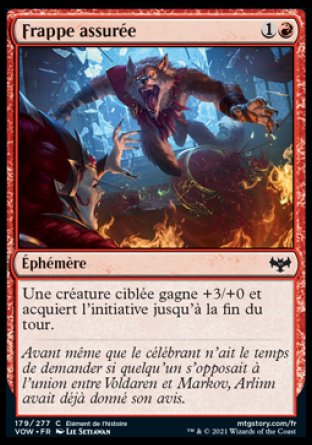 Frappe assurée
1
Éphémère
Une créature ciblée gagne +3/+0 et
acquiert l'initiative jusqu'à la fin du
tour.
Avant même que le célébrant n'ait le temps
de demander si quelqu'un s'opposait à
l'union entre Voldaren et Markov, Arlinn
avait déjà donné son avis.
179/277 C Élément de l'histoire
VOW • FR Lie Setiawan
mtgstory.com/fr
™ & © 2021 Wizards of the Coast